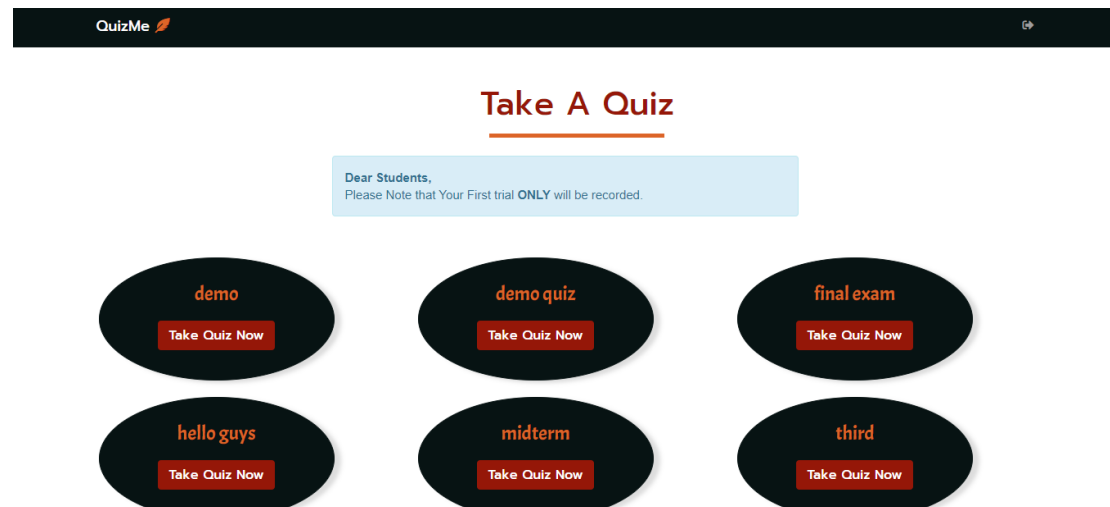 QuizMe
Take A Quiz
Dear Students,
Please Note that Your First trial ONLY will be recorded.
demo
demo quiz
final exam
Take Quiz Now
Take Quiz Now
Take Quiz Now
hello guys
midterm
third
Take Quiz Now
Take Quiz Now
Take Quiz Now